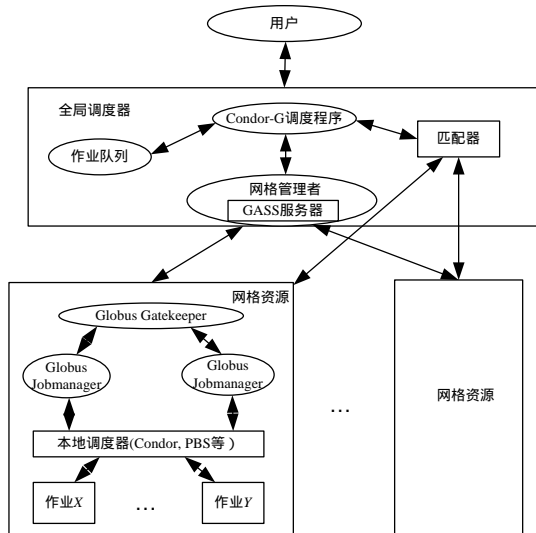 用户
全局调度器
Condor-G调度程序
匹配器
作业队列
网格管理者
GASS服务器
网格资源
Globus Gatekeeper
Globus
Jobmanager
Globus
Jobmanager
网格资源
...
本地调度器(Condor, PBS等 )
作业X
...
作业Y